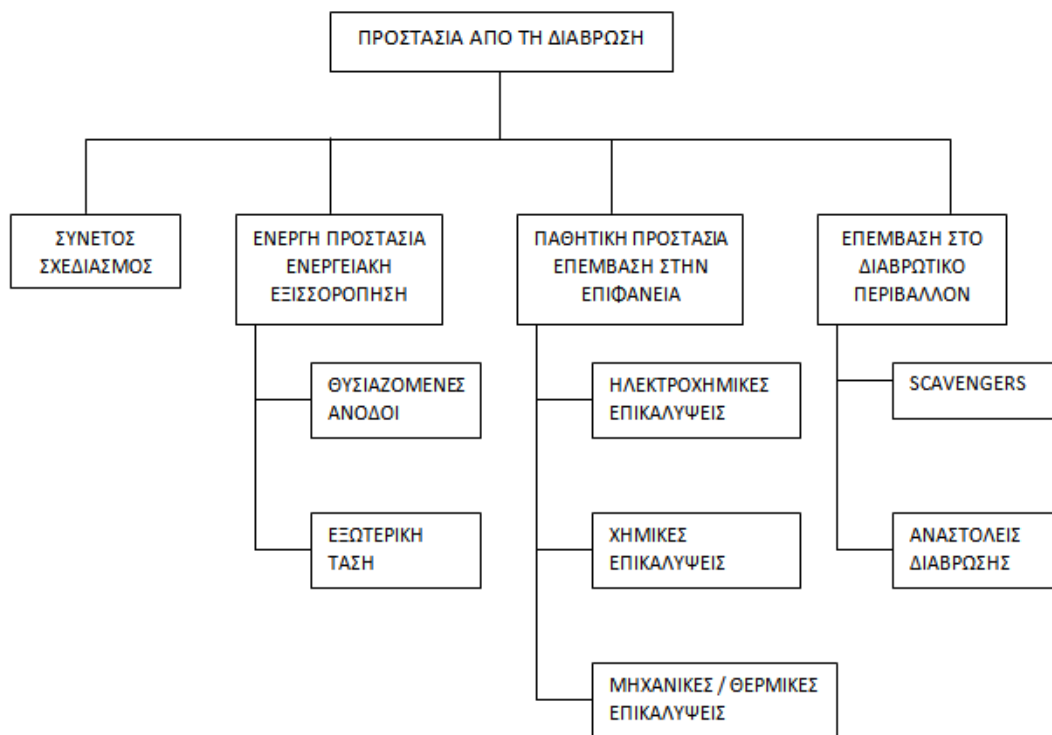 ΠΡΟΣΤΑΣΙΑ ΑΠΟ ΤΗ ΔΙΑΒΡΩΣΗ
ΣΥΝΕΤΟΣ
ΣΧΕΔΙΑΣΜΟΣ
ΕΝΕΡΓΗ ΠΡΟΣΤΑΣΙΑ
ΕΝΕΡΓΕΙΑΚΗ
ΕΞΙΣΣΟΡΟΠΗΣΗ
ΘΥΣΙΑΖΟΜΕΝΕΣ
ΑΝΟΔΟΙ
ΕΞΩΤΕΡΙΚΗ
ΤΑΣΗ
ΠΑΘΗΤΙΚΗ ΠΡΟΣΤΑΣΙΑ
ΕΠΕΜΒΑΣΗ ΣΤΗΝ
ΕΠΙΦΑΝΕΙΑ
ΗΛΕΚΤΡΟΧΗΜΙΚΕΣ
ΕΠΙΚΑΛΥΨΕΙΣ
ΧΗΜΙΚΕΣ
ΕΠΙΚΑΛΥΨΕΙΣ
ΜΗΧΑΝΙΚΕΣ / ΘΕΡΜΙΚΕΣ
ΕΠΙΚΑΛΥΨΕΙΣ
ΕΠΕΜΒΑΣΗ ΣΤΟ
ΔΙΑΒΡΩΤΙΚΟ
ΠΕΡΙΒΑΛΛΟΝ
SCAVENGERS
ΑΝΑΣΤΟΛΕΙΣ
ΔΙΑΒΡΩΣΗΣ